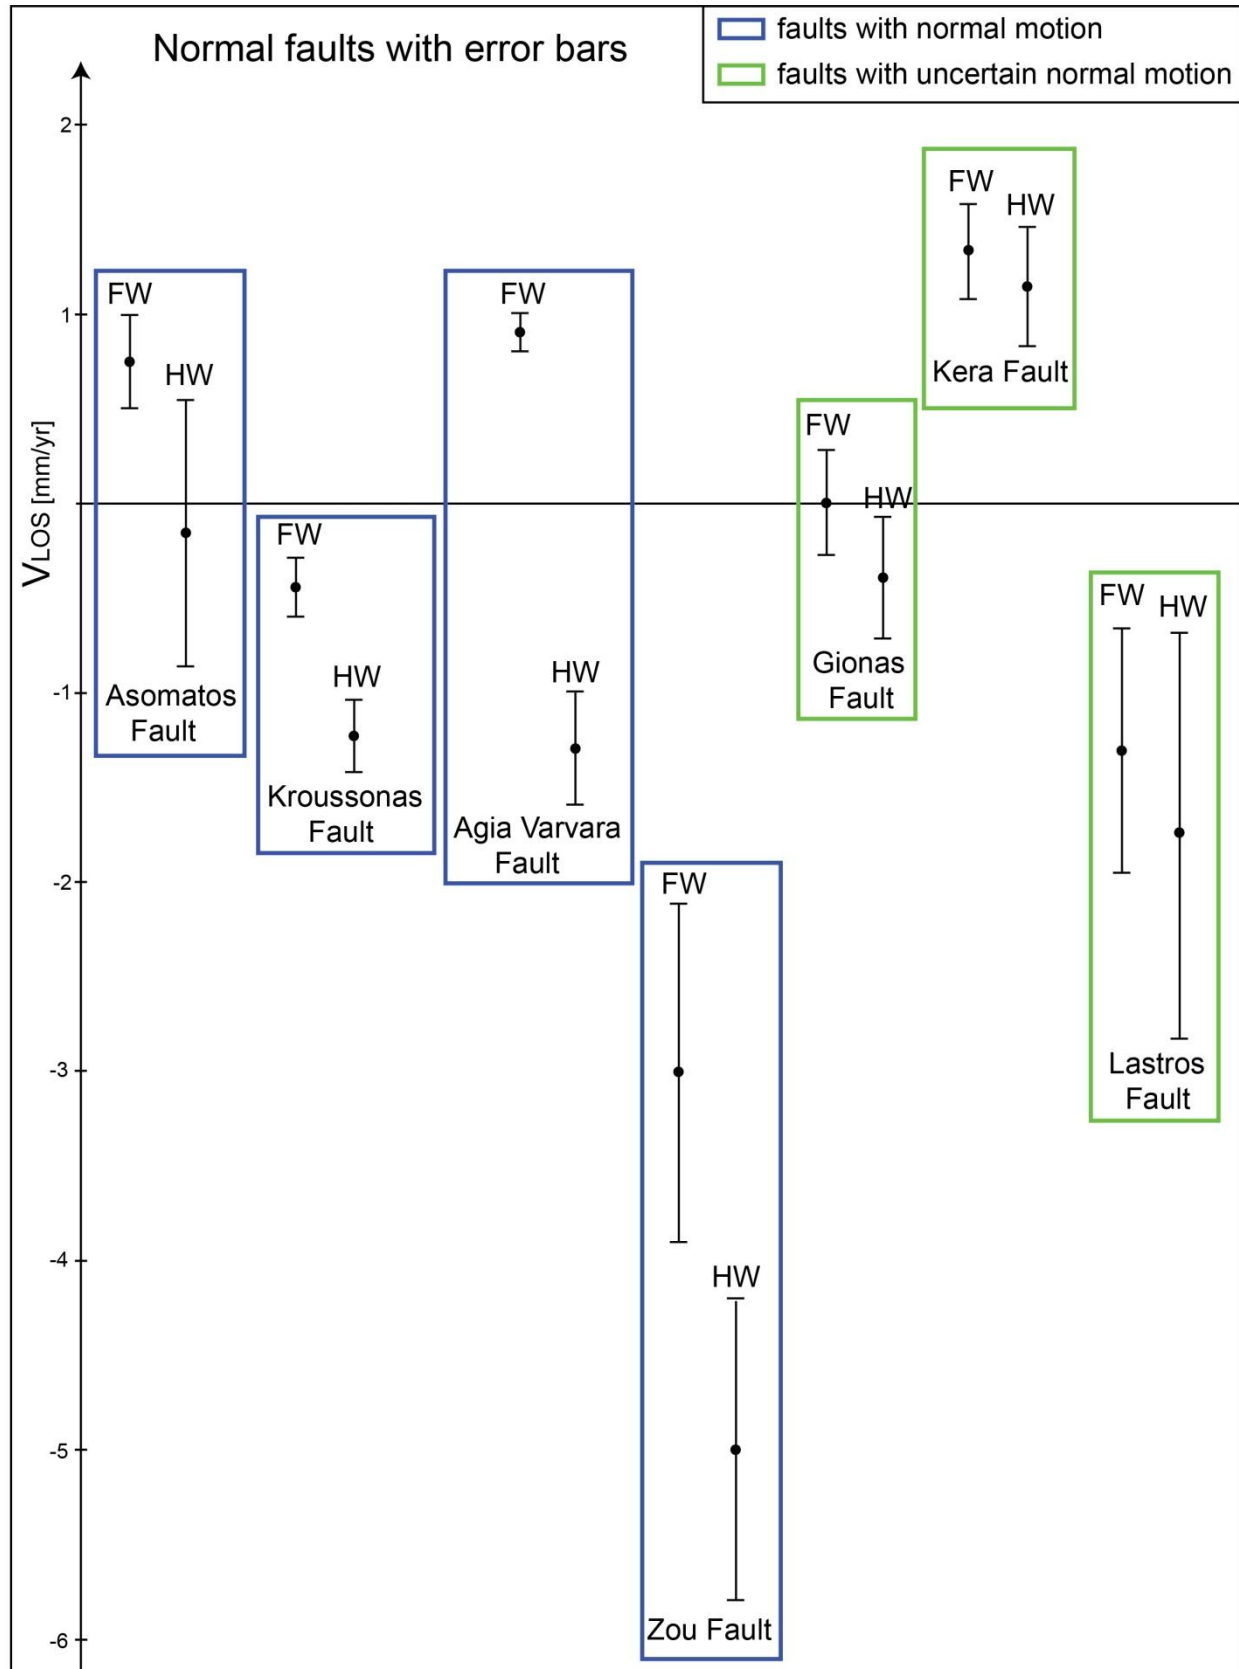 Normal faults with error bars
faults with normal motion
faults with uncertain normal motion
VLOS [mm/yr]
2
1
-1
-2
-3
-4
-5
-6
FW
HW
Asomatos
Fault
FW
HW
Kroussonas
Fault
FW
HW
Agia Varvara
Fault
FW
HW
Zou Fault
FW
HW
Gionas
Fault
FW
HW
Kera Fault
FW
HW
Lastros
Fault